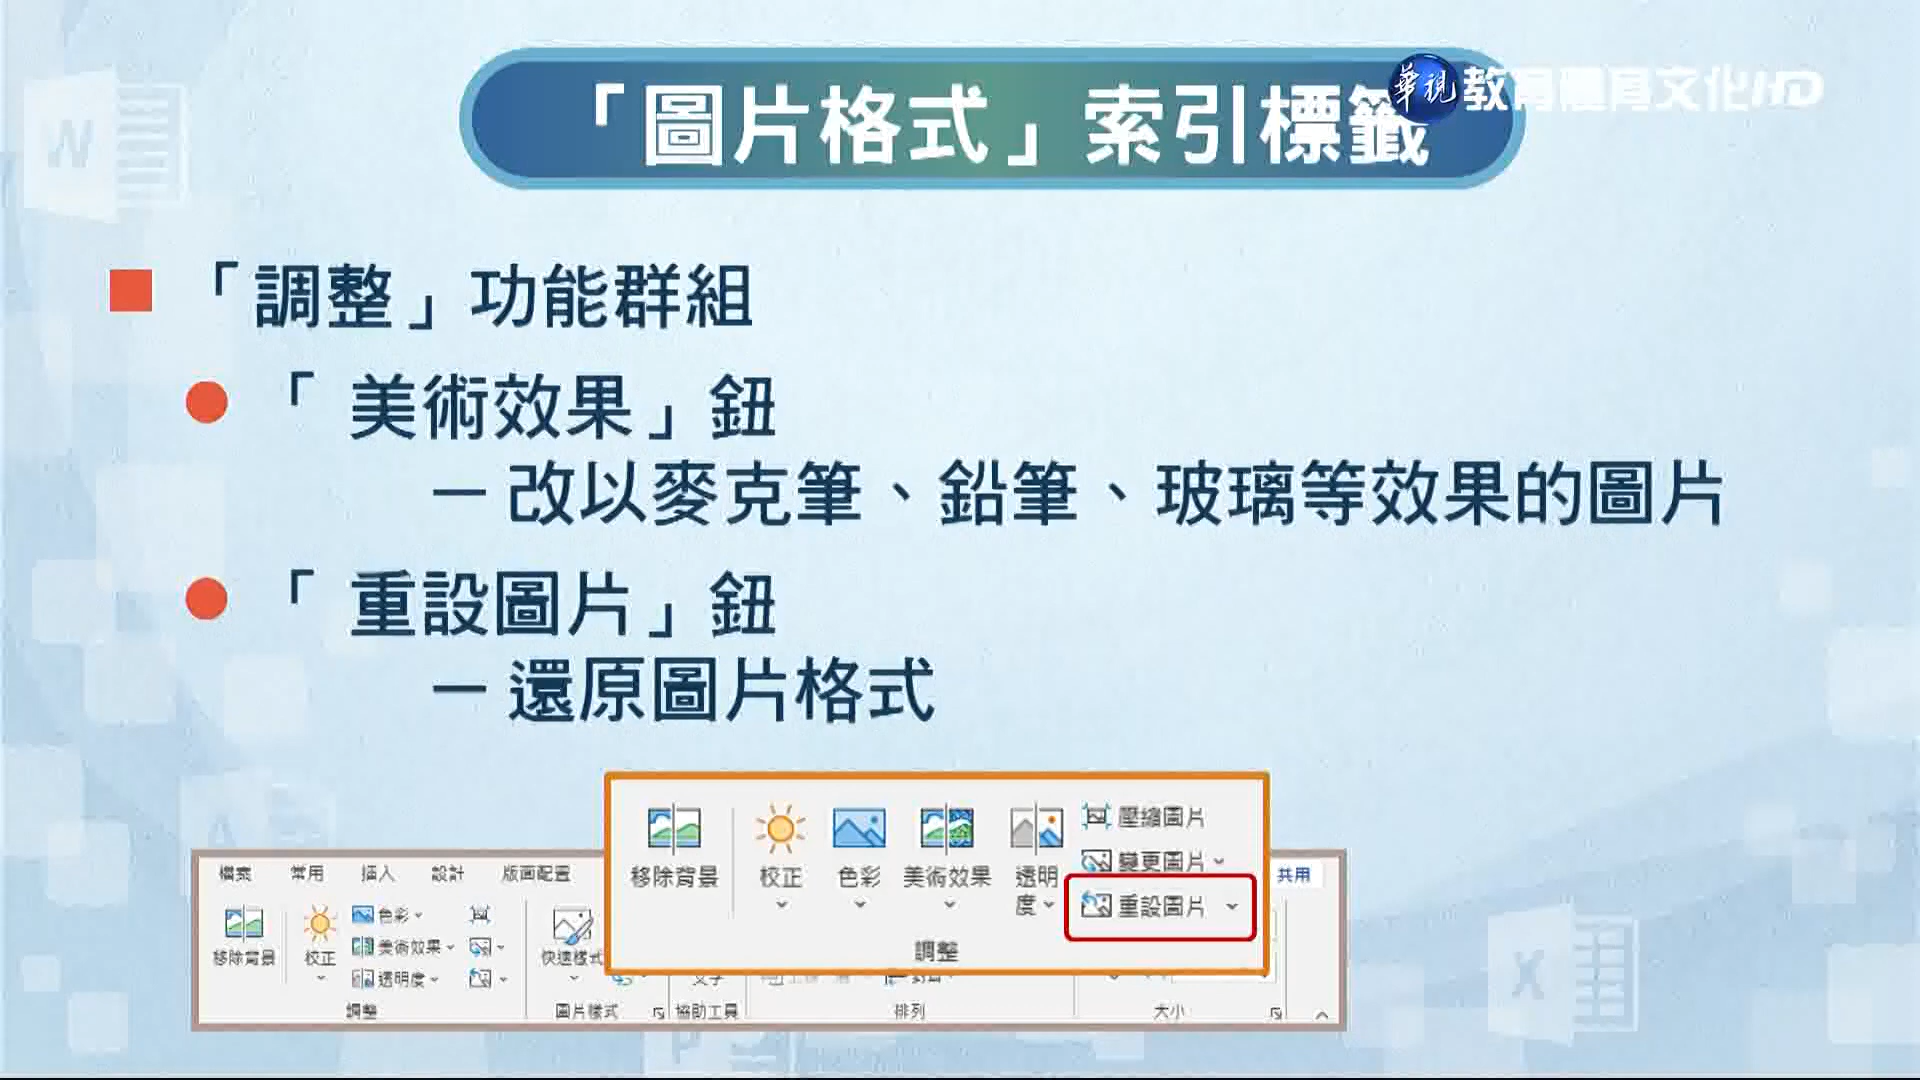 「圖片格式」索引標籤
華視 教育體育文化HD
W
「調整」功能群組
「 美術效果」鈕
— 改以麥克筆、鉛筆、玻璃等效果的圖片
「 重設圖片」鈕
— 還原圖片格式
移除背景
校正
色彩
美術效果
透明度
壓縮圖片
變更圖片
重設圖片
調整
檔案 常用 插入 設計 版面配置 共用
移除背景
校正
色彩
美術效果
透明度
快速樣式
調整 圖片樣式 協助工具 排列 大小
X